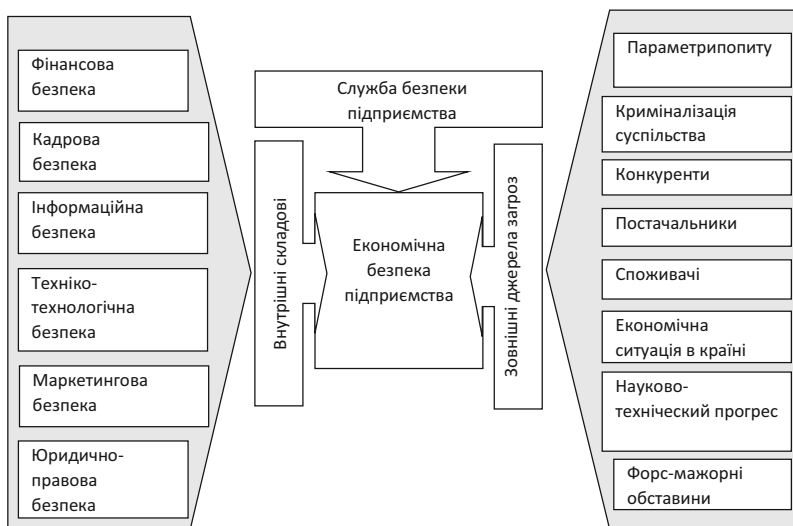 Фінансова
безпека
Кадрова
безпека
Інформаційна
безпека
Техніко-
технологічна
безпека
Маркетингова
безпека
Юридично-
правова
безпека
Служба безпеки
підприємства
Внутрішні складові
Економічна
безпека
підприємства
Зовнішні джерела загроз
Параметрипопиту
Криміналізація
суспільства
Конкуренти
Постачальники
Споживачі
Економічна
ситуація в країні
Науково-
технічеський прогрес
Форс-мажорні
обставини